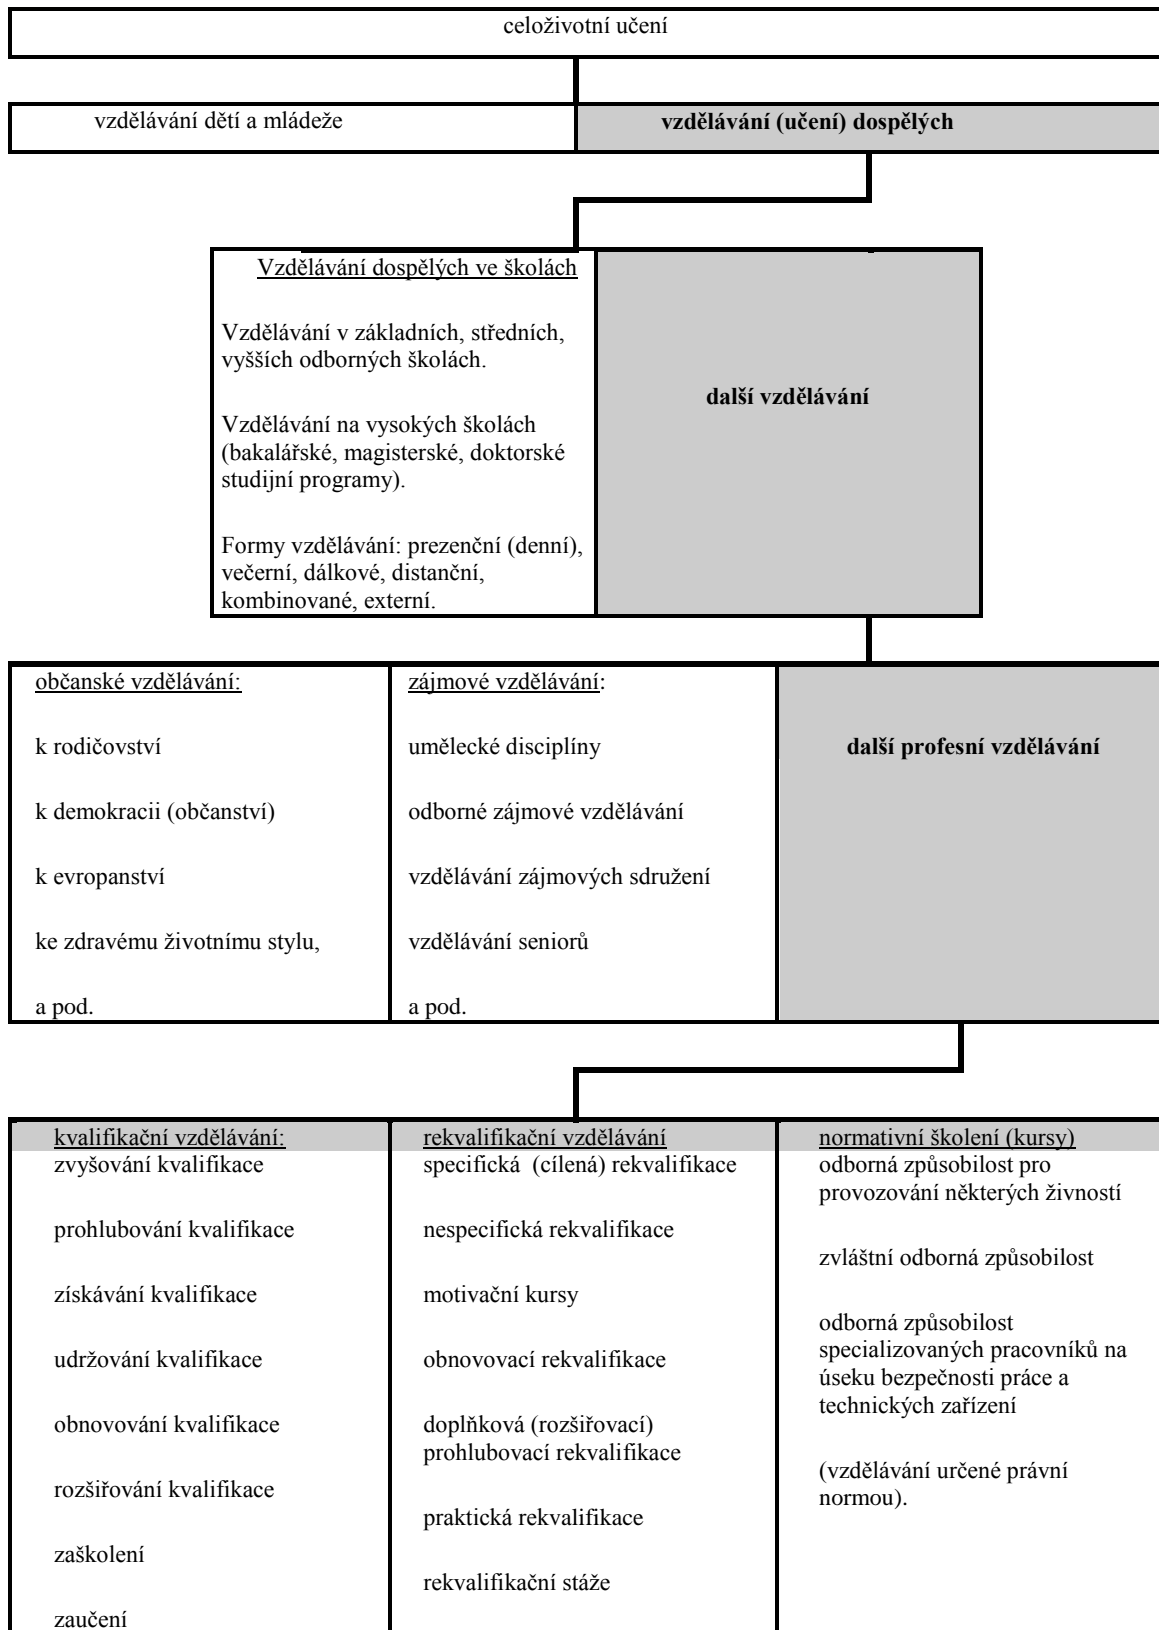 celoživotní učení
vzdělávání dětí a mládeže
vzdělávání (učení) dospělých
Vzdělávání dospělých ve školách
Vzdělávání v základních, středních,
vyšších odborných školách.
Vzdělávání na vysokých školách
(bakalářské, magisterské, doktorské
studijní programy).
Formy vzdělávání: prezenční (denní),
večerní, dálkové, distanční,
kombinované, externí.
další vzdělávání
občanské vzdělávání:
k rodičovství
k demokracii (občanství)
k evropanství
ke zdravému životnímu stylu,
a pod.
zájmové vzdělávání:
umělecké disciplíny
odborné zájmové vzdělávání
vzdělávání zájmových sdružení
vzdělávání seniorů
a pod.
další profesní vzdělávání
kvalifikační vzdělávání:
zvyšování kvalifikace
prohlubování kvalifikace
získávání kvalifikace
udržování kvalifikace
obnovování kvalifikace
rozšiřování kvalifikace
zaškolení
zaučení
rekvalifikační vzdělávání
specifická (cílená) rekvalifikace
nespecifická rekvalifikace
motivační kursy
obnovovací rekvalifikace
doplňková (rozšiřovací)
prohlubovací rekvalifikace
praktická rekvalifikace
rekvalifikační stáže
normativní školení (kursy)
odborná způsobilost pro
provozování některých živností
zvláštní odborná způsobilost
odborná způsobilost
specializovaných pracovníků na
úseku bezpečnosti práce a
technických zařízení
(vzdělávání určené právní
normou).